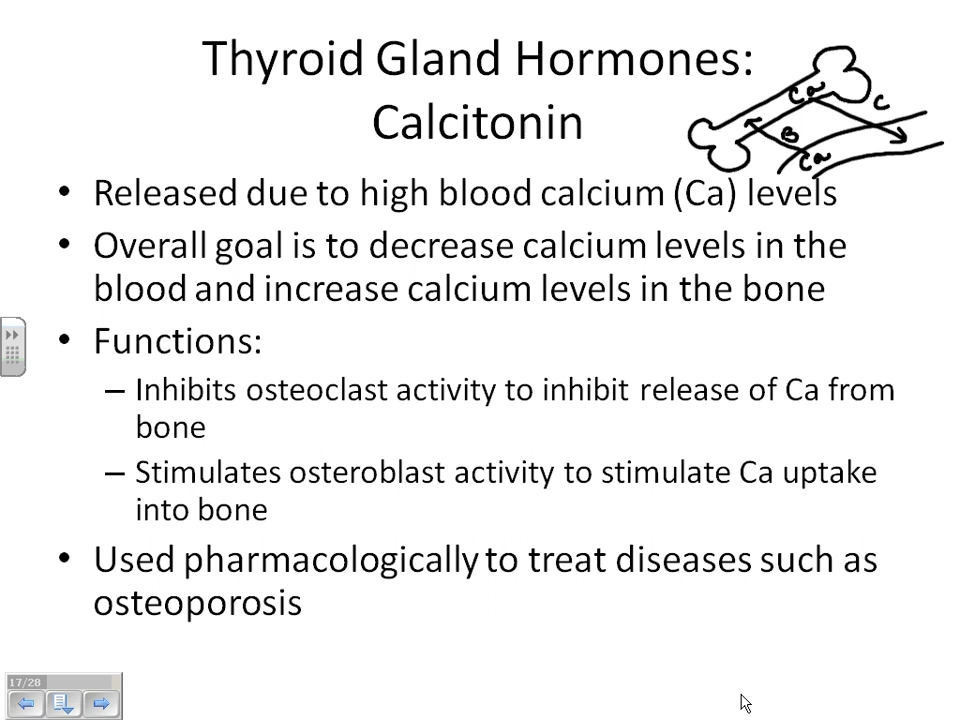 Thyroid Gland Hormones:
Calcitonin
Ca
C
B
Ca
• Released due to high blood calcium (Ca) levels
• Overall goal is to decrease calcium levels in the
blood and increase calcium levels in the bone
• Functions:
– Inhibits osteoclast activity to inhibit release of Ca from
bone
– Stimulates osteroblast activity to stimulate Ca uptake
into bone
• Used pharmacologically to treat diseases such as
osteoporosis
17/28